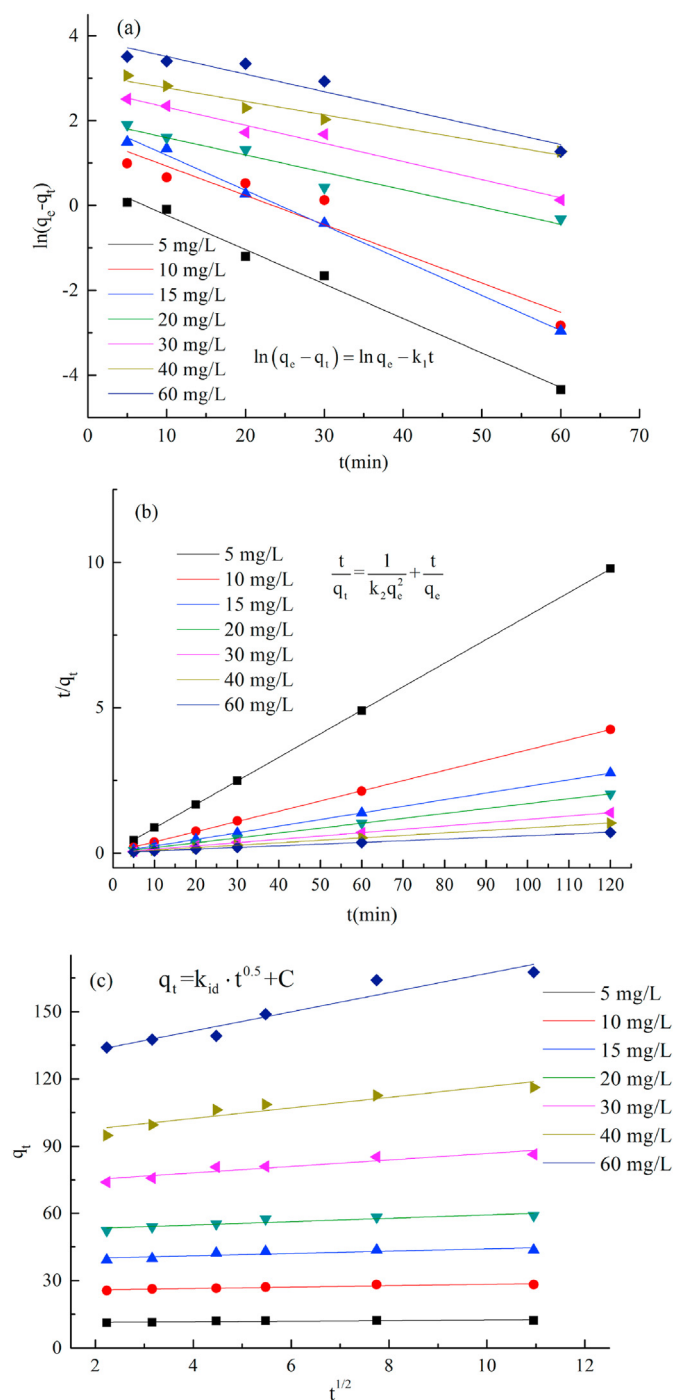 (a)
4
2
0
-2
-4
ln(qe-qt)
5 mg/L
10 mg/L
15 mg/L
20 mg/L
30 mg/L
40 mg/L
60 mg/L
ln(qe − qt) = ln qe − k1t
0 10 20 30 40 50 60 70
t(min)
(b)
10
5
0
t/qt
5 mg/L
10 mg/L
15 mg/L
20 mg/L
30 mg/L
40 mg/L
60 mg/L
t/qt = 1/k2qe² + t/qe
0 10 20 30 40 50 60 70 80 90 100 110 120
t(min)
(c)
qt=kid · t^0.5+C
150
120
90
60
30
0
qt
5 mg/L
10 mg/L
15 mg/L
20 mg/L
30 mg/L
40 mg/L
60 mg/L
2 4 6 8 10 12
t^1/2